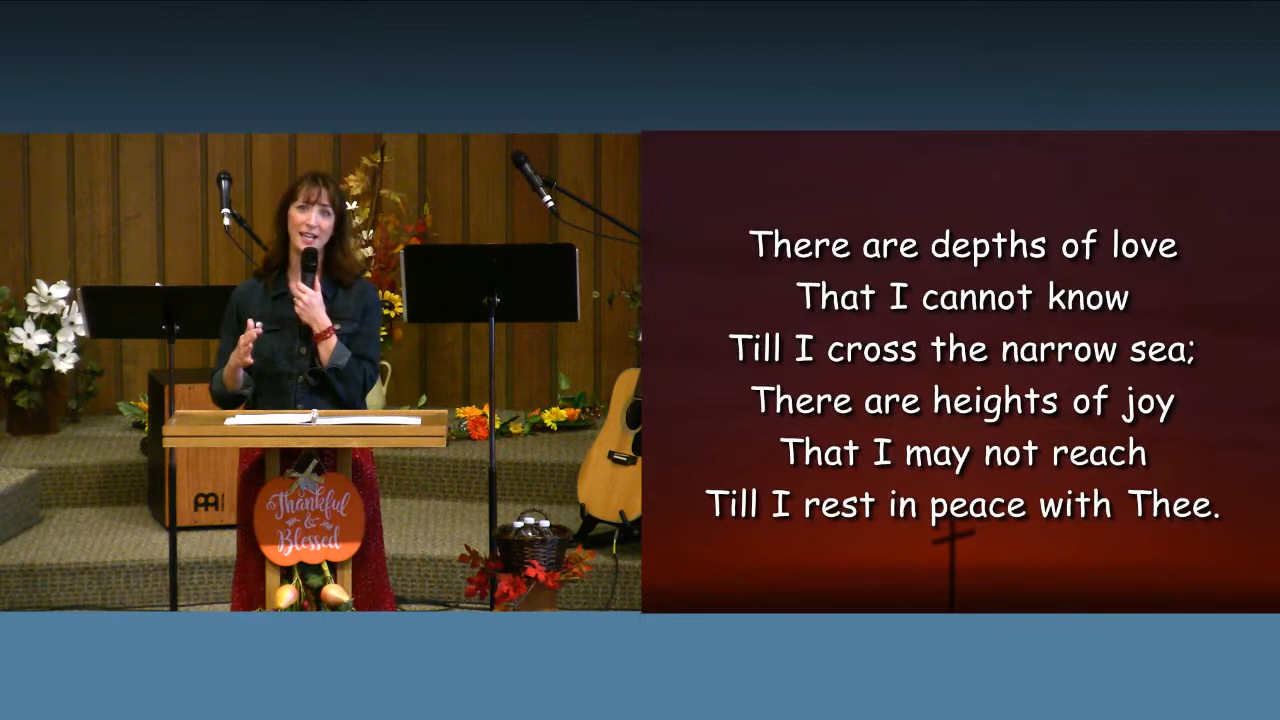 Thankful
&
Blessed
There are depths of love
That I cannot know
Till I cross the narrow sea;
There are heights of joy
That I may not reach
Till I rest in peace with Thee.